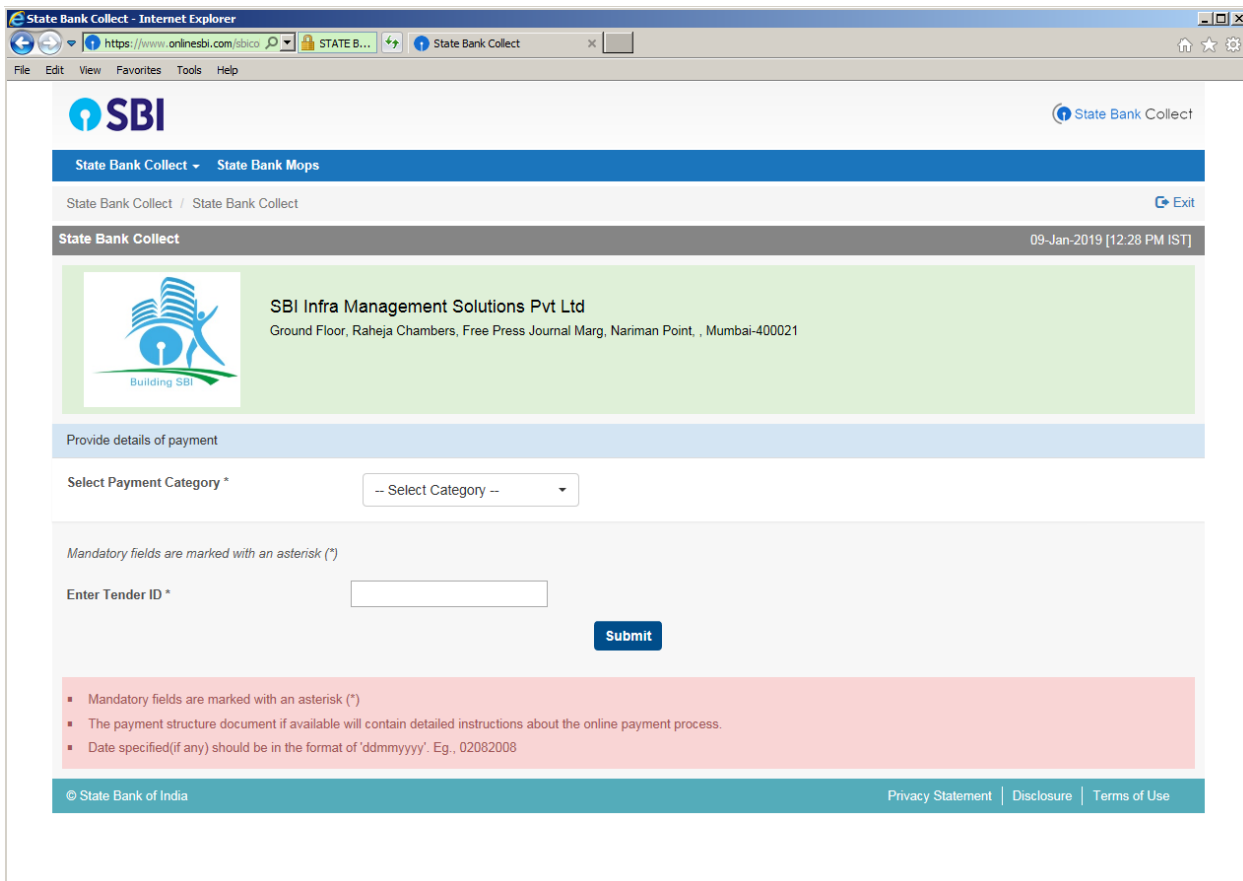 State Bank Collect - Internet Explorer
https://www.onlinesbi.com/sbico
STATE B...
State Bank Collect
File Edit View Favorites Tools Help
SBI
State Bank Collect
State Bank Collect State Bank Mops
State Bank Collect / State Bank Collect
Exit
State Bank Collect
09-Jan-2019 [12:28 PM IST]
Building SBI
SBI Infra Management Solutions Pvt Ltd
Ground Floor, Raheja Chambers, Free Press Journal Marg, Nariman Point, , Mumbai-400021
Provide details of payment
Select Payment Category *
-- Select Category --
Mandatory fields are marked with an asterisk (*)
Enter Tender ID *
Submit
Mandatory fields are marked with an asterisk (*)
The payment structure document if available will contain detailed instructions about the online payment process.
Date specified(if any) should be in the format of 'ddmmyyyy'. Eg., 02082008
© State Bank of India
Privacy Statement | Disclosure | Terms of Use